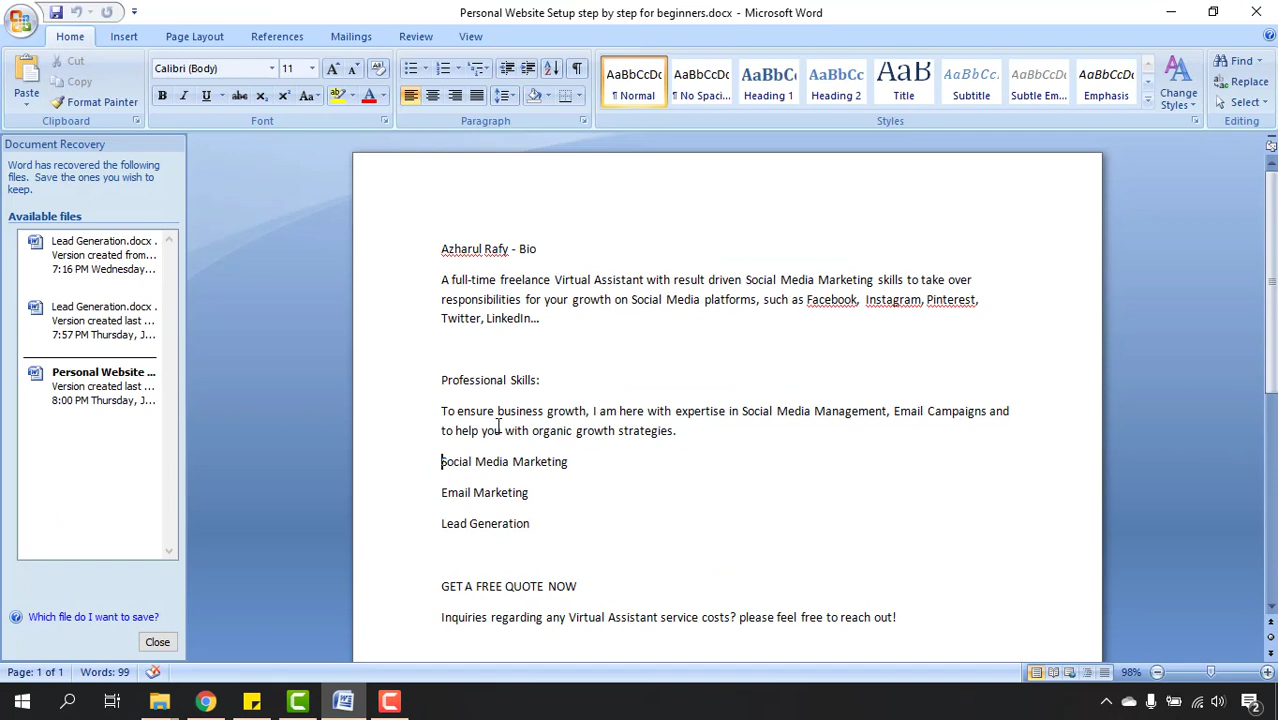 Personal Website Setup step by step for beginners.docx - Microsoft Word
Home Insert Page Layout References Mailings Review View
Paste
Cut
Copy
Format Painter
Clipboard
Calibri (Body) 11
B I U abc x₂ x² Aa
Font
Paragraph
AaBbCcDc
¶ Normal
AaBbCcDc
¶ No Spaci...
AaBbC
Heading 1
AaBbCc
Heading 2
AaB
Title
AaBbCc
Subtitle
AaBbCcDc
Subtle Em...
AaBbCcDc
Emphasis
Change
Styles
Styles
Find
Replace
Select
Editing
Document Recovery
Word has recovered the following
files. Save the ones you wish to
keep.
Available files
Lead Generation.docx .
Version created from...
7:16 PM Wednesday...
Lead Generation.docx .
Version created last ...
7:57 PM Thursday, J...
Personal Website ...
Version created last ...
8:00 PM Thursday, J...
Which file do I want to save?
Close
Azharul Rafy - Bio
A full-time freelance Virtual Assistant with result driven Social Media Marketing skills to take over
responsibilities for your growth on Social Media platforms, such as Facebook, Instagram, Pinterest,
Twitter, LinkedIn...
Professional Skills:
To ensure business growth, I am here with expertise in Social Media Management, Email Campaigns and
to help you with organic growth strategies.
Social Media Marketing
Email Marketing
Lead Generation
GET A FREE QUOTE NOW
Inquiries regarding any Virtual Assistant service costs? please feel free to reach out!
Page: 1 of 1 Words: 99 98%
2